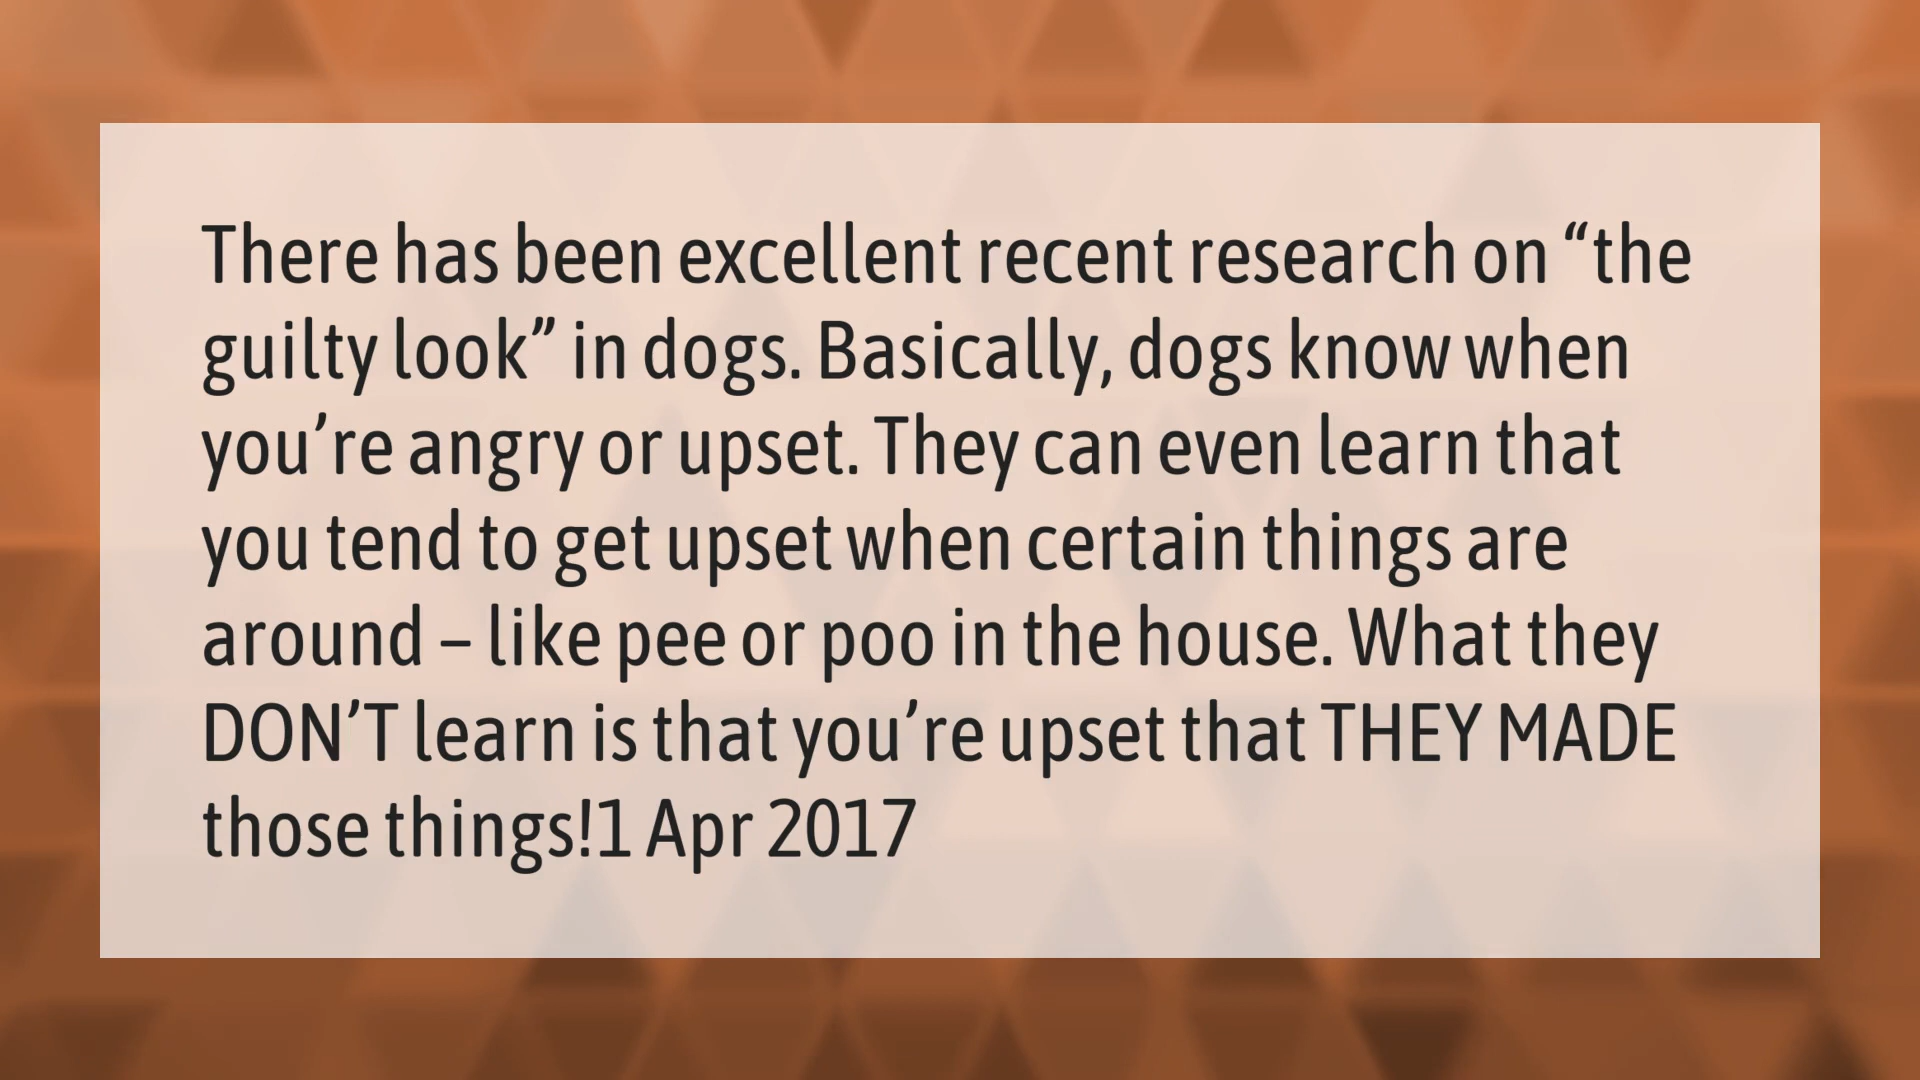 There has been excellent recent research on “the
guilty look” in dogs. Basically, dogs know when
you’re angry or upset. They can even learn that
you tend to get upset when certain things are
around – like pee or poo in the house. What they
DON’T learn is that you’re upset that THEY MADE
those things!1 Apr 2017